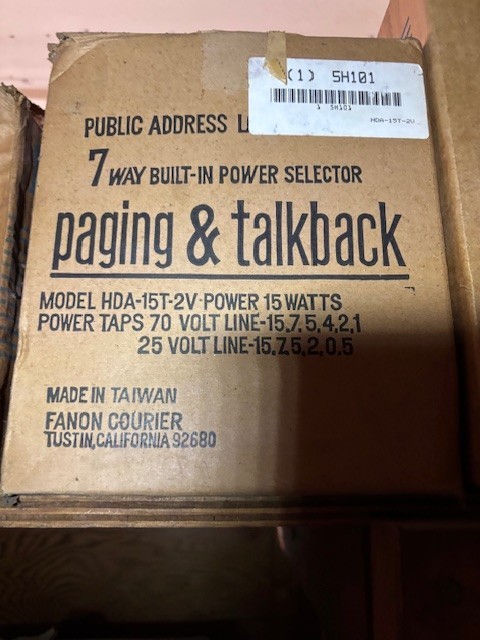 (1) SH101
1 SH101
HDA-15T-2V
PUBLIC ADDRESS
7 WAY BUILT-IN POWER SELECTOR
paging & talkback
MODEL HDA-15T-2V·POWER 15 WATTS
POWER TAPS 70 VOLT LINE-15,7,5,4,2,1
25 VOLT LINE-15,7,5,2,0.5
MADE IN TAIWAN
FANON COURIER
TUSTIN, CALIFORNIA 92680